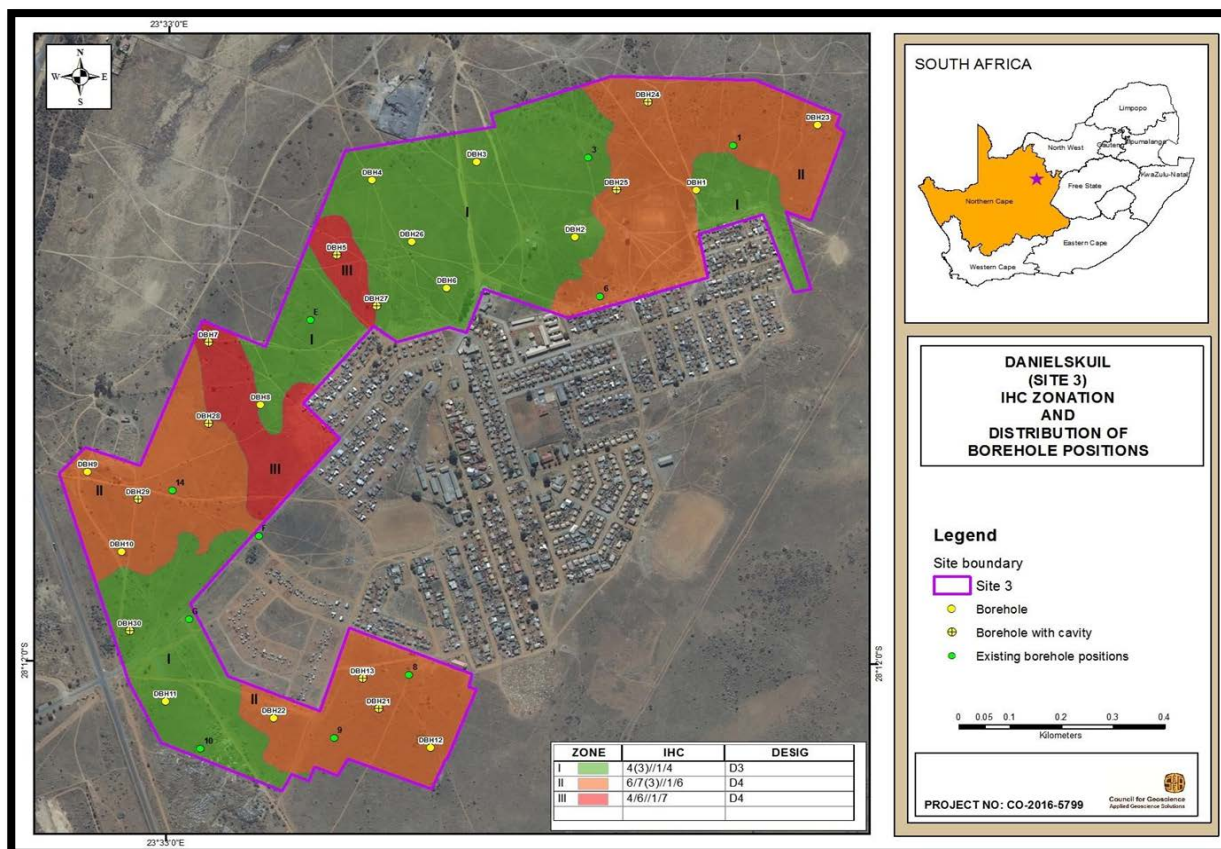 23°33'0"E
N
W E
S
DBH24
DBH23
1
3
DBH3
DBH4
II
DBH25
DBH1
I
I
DBH26
DBH2
DBH5
III
DBH6
6
DBH27
E
I
DBH7
DBH8
DBH28
III
DBH9
II
14
DBH29
F
DBH10
G
DBH30
I
DBH13
8
DBH11
II
DBH21
DBH22
9
DBH12
10
28°12'0"S
28°12'0"S
ZONE IHC DESIG
I 4(3)//1/4 D3
II 6/7(3)//1/6 D4
III 4/6//1/7 D4
23°33'0"E
SOUTH AFRICA
Limpopo
North West
Gauteng
Mpumalanga
Free State
KwaZulu-Natal
Northern Cape
Eastern Cape
Western Cape
DANIELSKUIL
(SITE 3)
IHC ZONATION
AND
DISTRIBUTION OF
BOREHOLE POSITIONS
Legend
Site boundary
Site 3
Borehole
Borehole with cavity
Existing borehole positions
0 0.05 0.1 0.2 0.3 0.4
Kilometers
PROJECT NO: CO-2016-5799
Council for Geoscience
Applied Geoscience Solutions